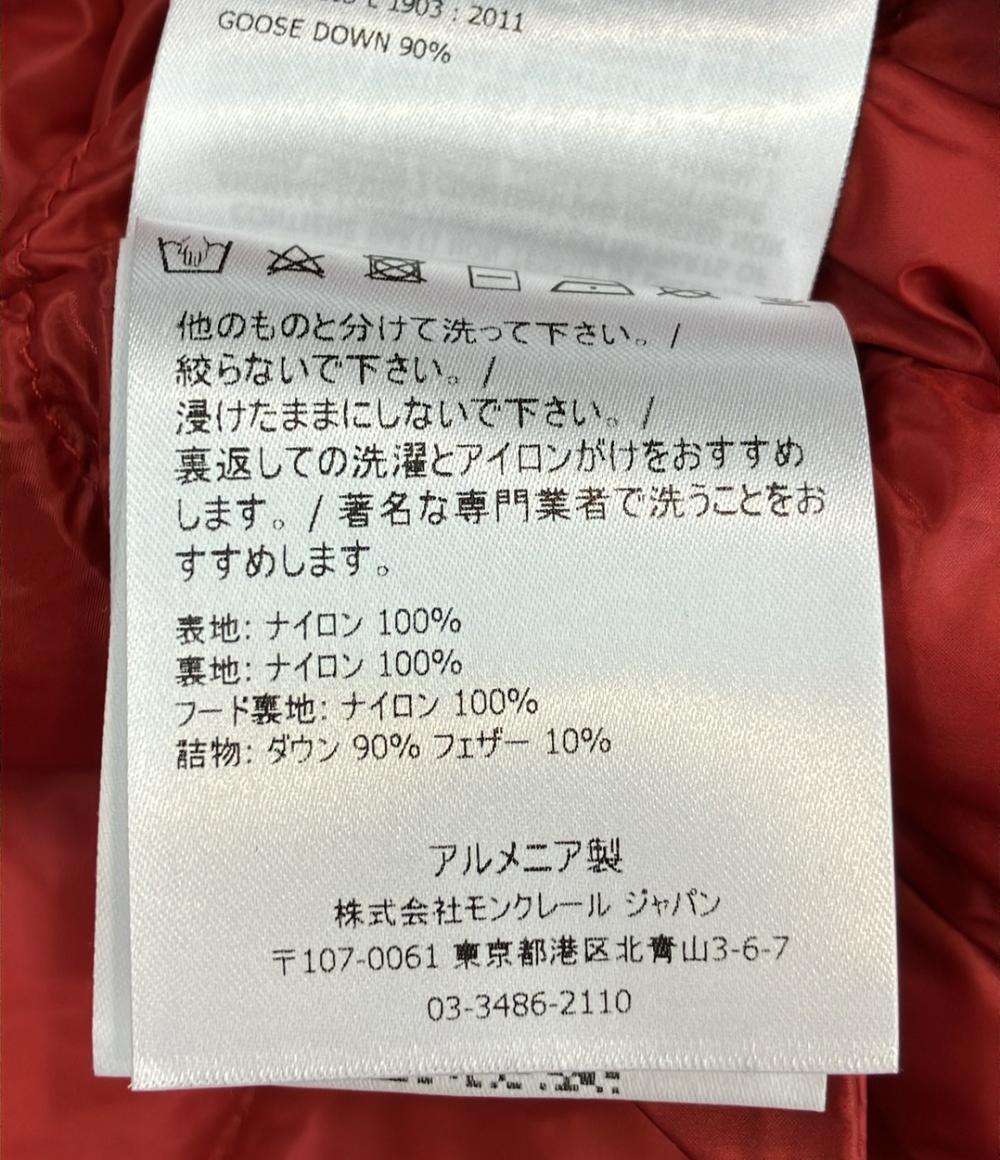 1903 : 2011
GOOSE DOWN 90%
他のものと分けて洗って下さい。/
絞らないで下さい。/
浸けたままにしないで下さい。/
裏返しての洗濯とアイロンがけをおすすめ
します。/ 著名な専門業者で洗うことをお
すすめします。
表地: ナイロン 100%
裏地: ナイロン 100%
フード裏地: ナイロン 100%
詰物: ダウン 90% フェザー 10%
アルメニア製
株式会社モンクレール ジャパン
〒107-0061 東京都港区北青山3-6-7
03-3486-2110